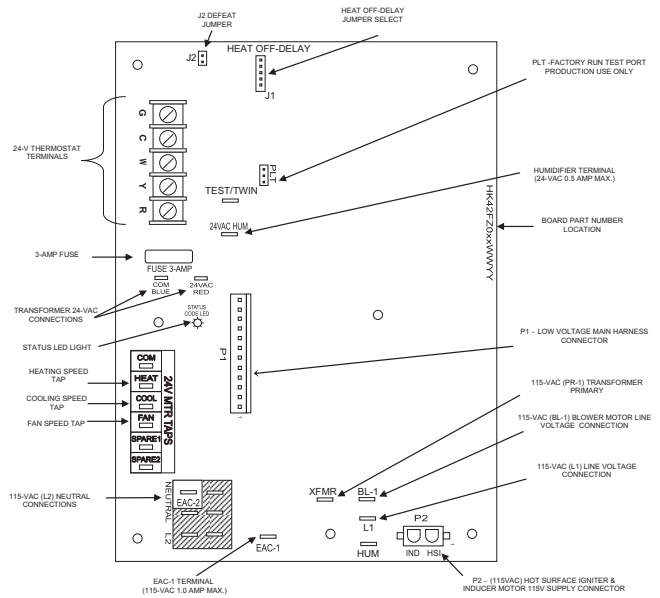 J2 DEFEAT
JUMPER
HEAT OFF-DELAY
JUMPER SELECT
J2
HEAT OFF-DELAY
J1
PLT -FACTORY RUN TEST PORT
PRODUCTION USE ONLY
24-V THERMOSTAT
TERMINALS
G
C
W
Y
R
PLT
TEST/TWIN
24VAC HUM
HUMIDIFIER TERMINAL
(24-VAC 0.5 AMP MAX.)
HK42FZ0xxWWYY
BOARD PART NUMBER
LOCATION
3-AMP FUSE
FUSE 3-AMP
COM
BLUE
24VAC
RED
TRANSFORMER 24-VAC
CONNECTIONS
STATUS
CODE LED
STATUS LED LIGHT
P1
P1 – LOW VOLTAGE MAIN HARNESS
CONNECTOR
HEATING SPEED
TAP
COOLING SPEED
TAP
FAN SPEED TAP
COM
HEAT
COOL
FAN
SPARE1
SPARE2
24V MTR TAPS
115-VAC (PR-1) TRANSFORMER
PRIMARY
115-VAC (BL-1) BLOWER MOTOR LINE
VOLTAGE CONNECTION
115-VAC (L1) LINE VOLTAGE
CONNECTION
115-VAC (L2) NEUTRAL
CONNECTIONS
NEUTRAL L2
EAC-2
XFMR
BL-1
L1
HUM
P2
IND HSI
EAC-1
EAC-1 TERMINAL
(115-VAC 1.0 AMP MAX.)
P2 – (115VAC) HOT SURFACE IGNITER &
INDUCER MOTOR 115V SUPPLY CONNECTOR